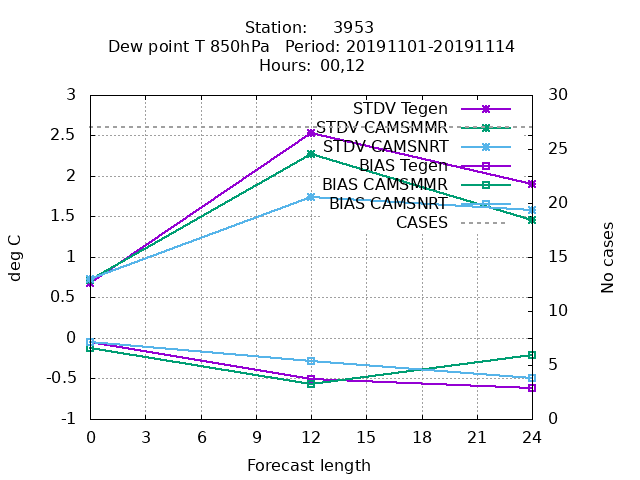 Station: 3953
Dew point T 850hPa Period: 20191101-20191114
Hours: 00,12
3
2.5
2
1.5
1
0.5
0
-0.5
-1
deg C
30
25
20
15
10
5
0
No cases
STDV Tegen
STDV CAMSMMR
STDV CAMSNRT
BIAS Tegen
BIAS CAMSMMR
BIAS CAMSNRT
CASES
0 3 6 9 12 15 18 21 24
Forecast length